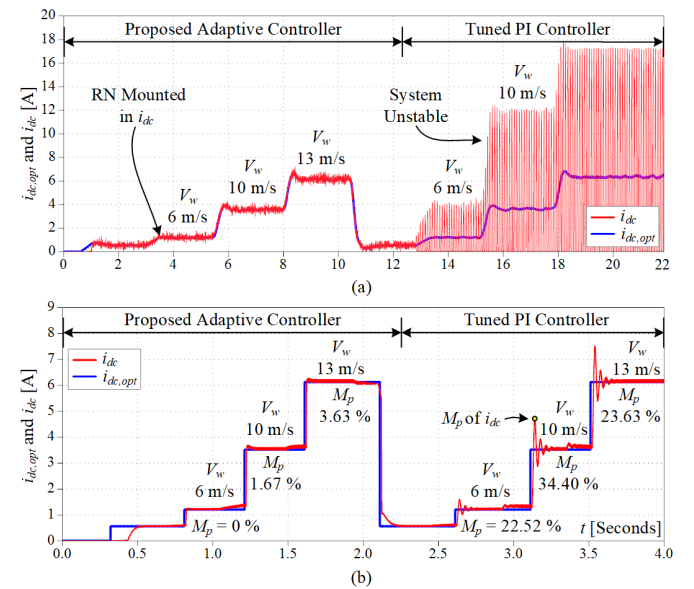 Proposed Adaptive Controller
Tuned PI Controller
i_dc,opt and i_dc [A]
20
18
16
14
12
10
8
6
4
2
0
RN Mounted
in i_dc
V_w
6 m/s
V_w
10 m/s
V_w
13 m/s
System
Unstable
V_w
6 m/s
V_w
10 m/s
V_w
13 m/s
i_dc
i_dc,opt
0 2 4 6 8 10 12 14 16 18 20 22
(a)
Proposed Adaptive Controller
Tuned PI Controller
i_dc,opt and i_dc [A]
9
8
7
6
5
4
3
2
1
0
i_dc
i_dc,opt
V_w
6 m/s
M_p = 0 %
V_w
10 m/s
M_p
1.67 %
V_w
13 m/s
M_p
3.63 %
M_p of i_dc
V_w
6 m/s
M_p = 22.52 %
V_w
10 m/s
M_p
34.40 %
V_w
13 m/s
M_p
23.63 %
t [Seconds]
0.0 0.5 1.0 1.5 2.0 2.5 3.0 3.5 4.0
(b)